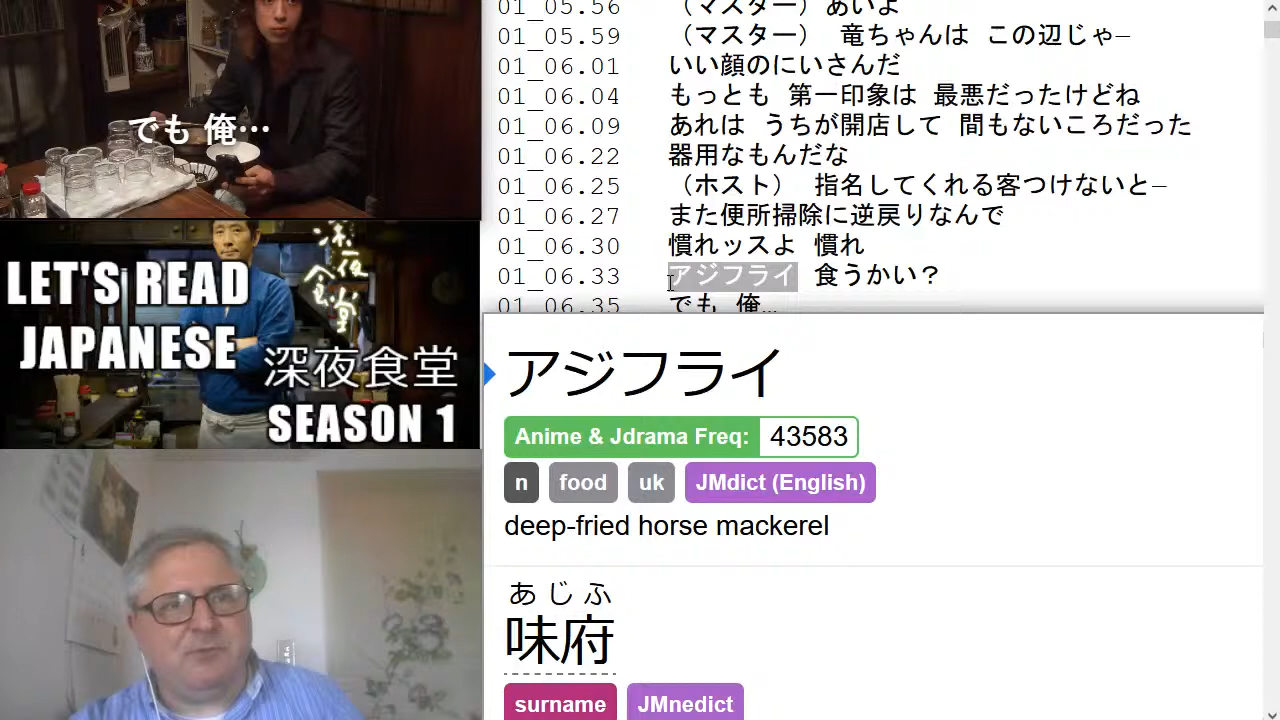 でも 俺…
LET'S READ
JAPANESE
深夜食堂
SEASON 1
深夜
食堂
01_05.56 （マスター）あいよ
01_05.59 （マスター） 竜ちゃんは この辺じゃ―
01_06.01 いい顔のにいさんだ
01_06.04 もっとも 第一印象は 最悪だったけどね
01_06.09 あれは うちが開店して 間もないころだった
01_06.22 器用なもんだな
01_06.25 （ホスト） 指名してくれる客つけないと―
01_06.27 また便所掃除に逆戻りなんで
01_06.30 慣れッスよ 慣れ
01_06.33 アジフライ 食うかい？
01_06.35 でも 俺…
アジフライ
Anime & Jdrama Freq: 43583
n food uk JMdict (English)
deep-fried horse mackerel
あじふ
味府
surname JMnedict